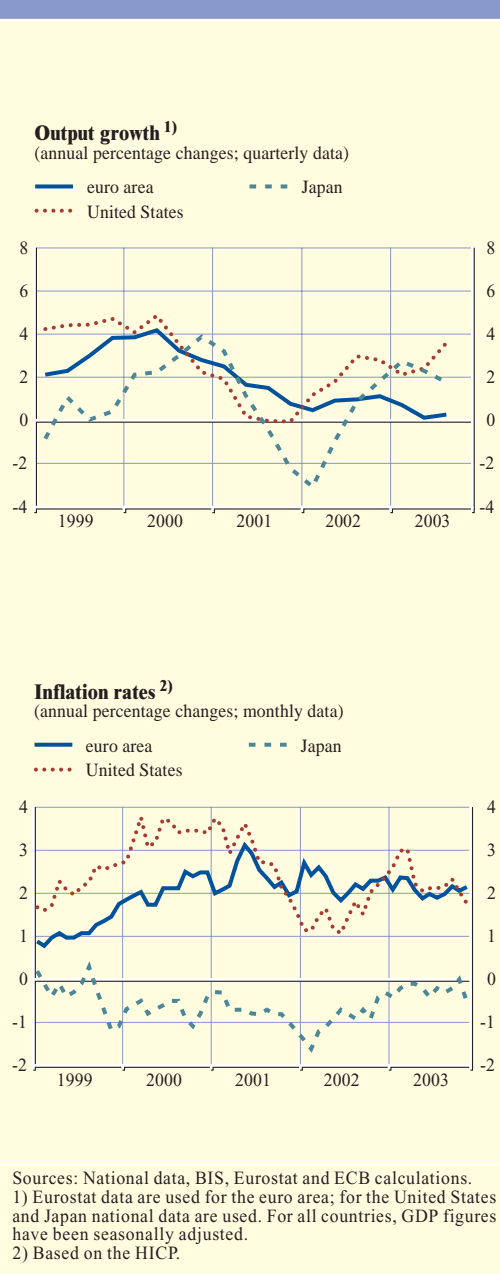 Output growth 1)
(annual percentage changes; quarterly data)
euro area Japan
United States
8 8
6 6
4 4
2 2
0 0
-2 -2
-4 -4
1999 2000 2001 2002 2003
Inflation rates 2)
(annual percentage changes; monthly data)
euro area Japan
United States
4 4
3 3
2 2
1 1
0 0
-1 -1
-2 -2
1999 2000 2001 2002 2003
Sources: National data, BIS, Eurostat and ECB calculations.
1) Eurostat data are used for the euro area; for the United States
and Japan national data are used. For all countries, GDP figures
have been seasonally adjusted.
2) Based on the HICP.